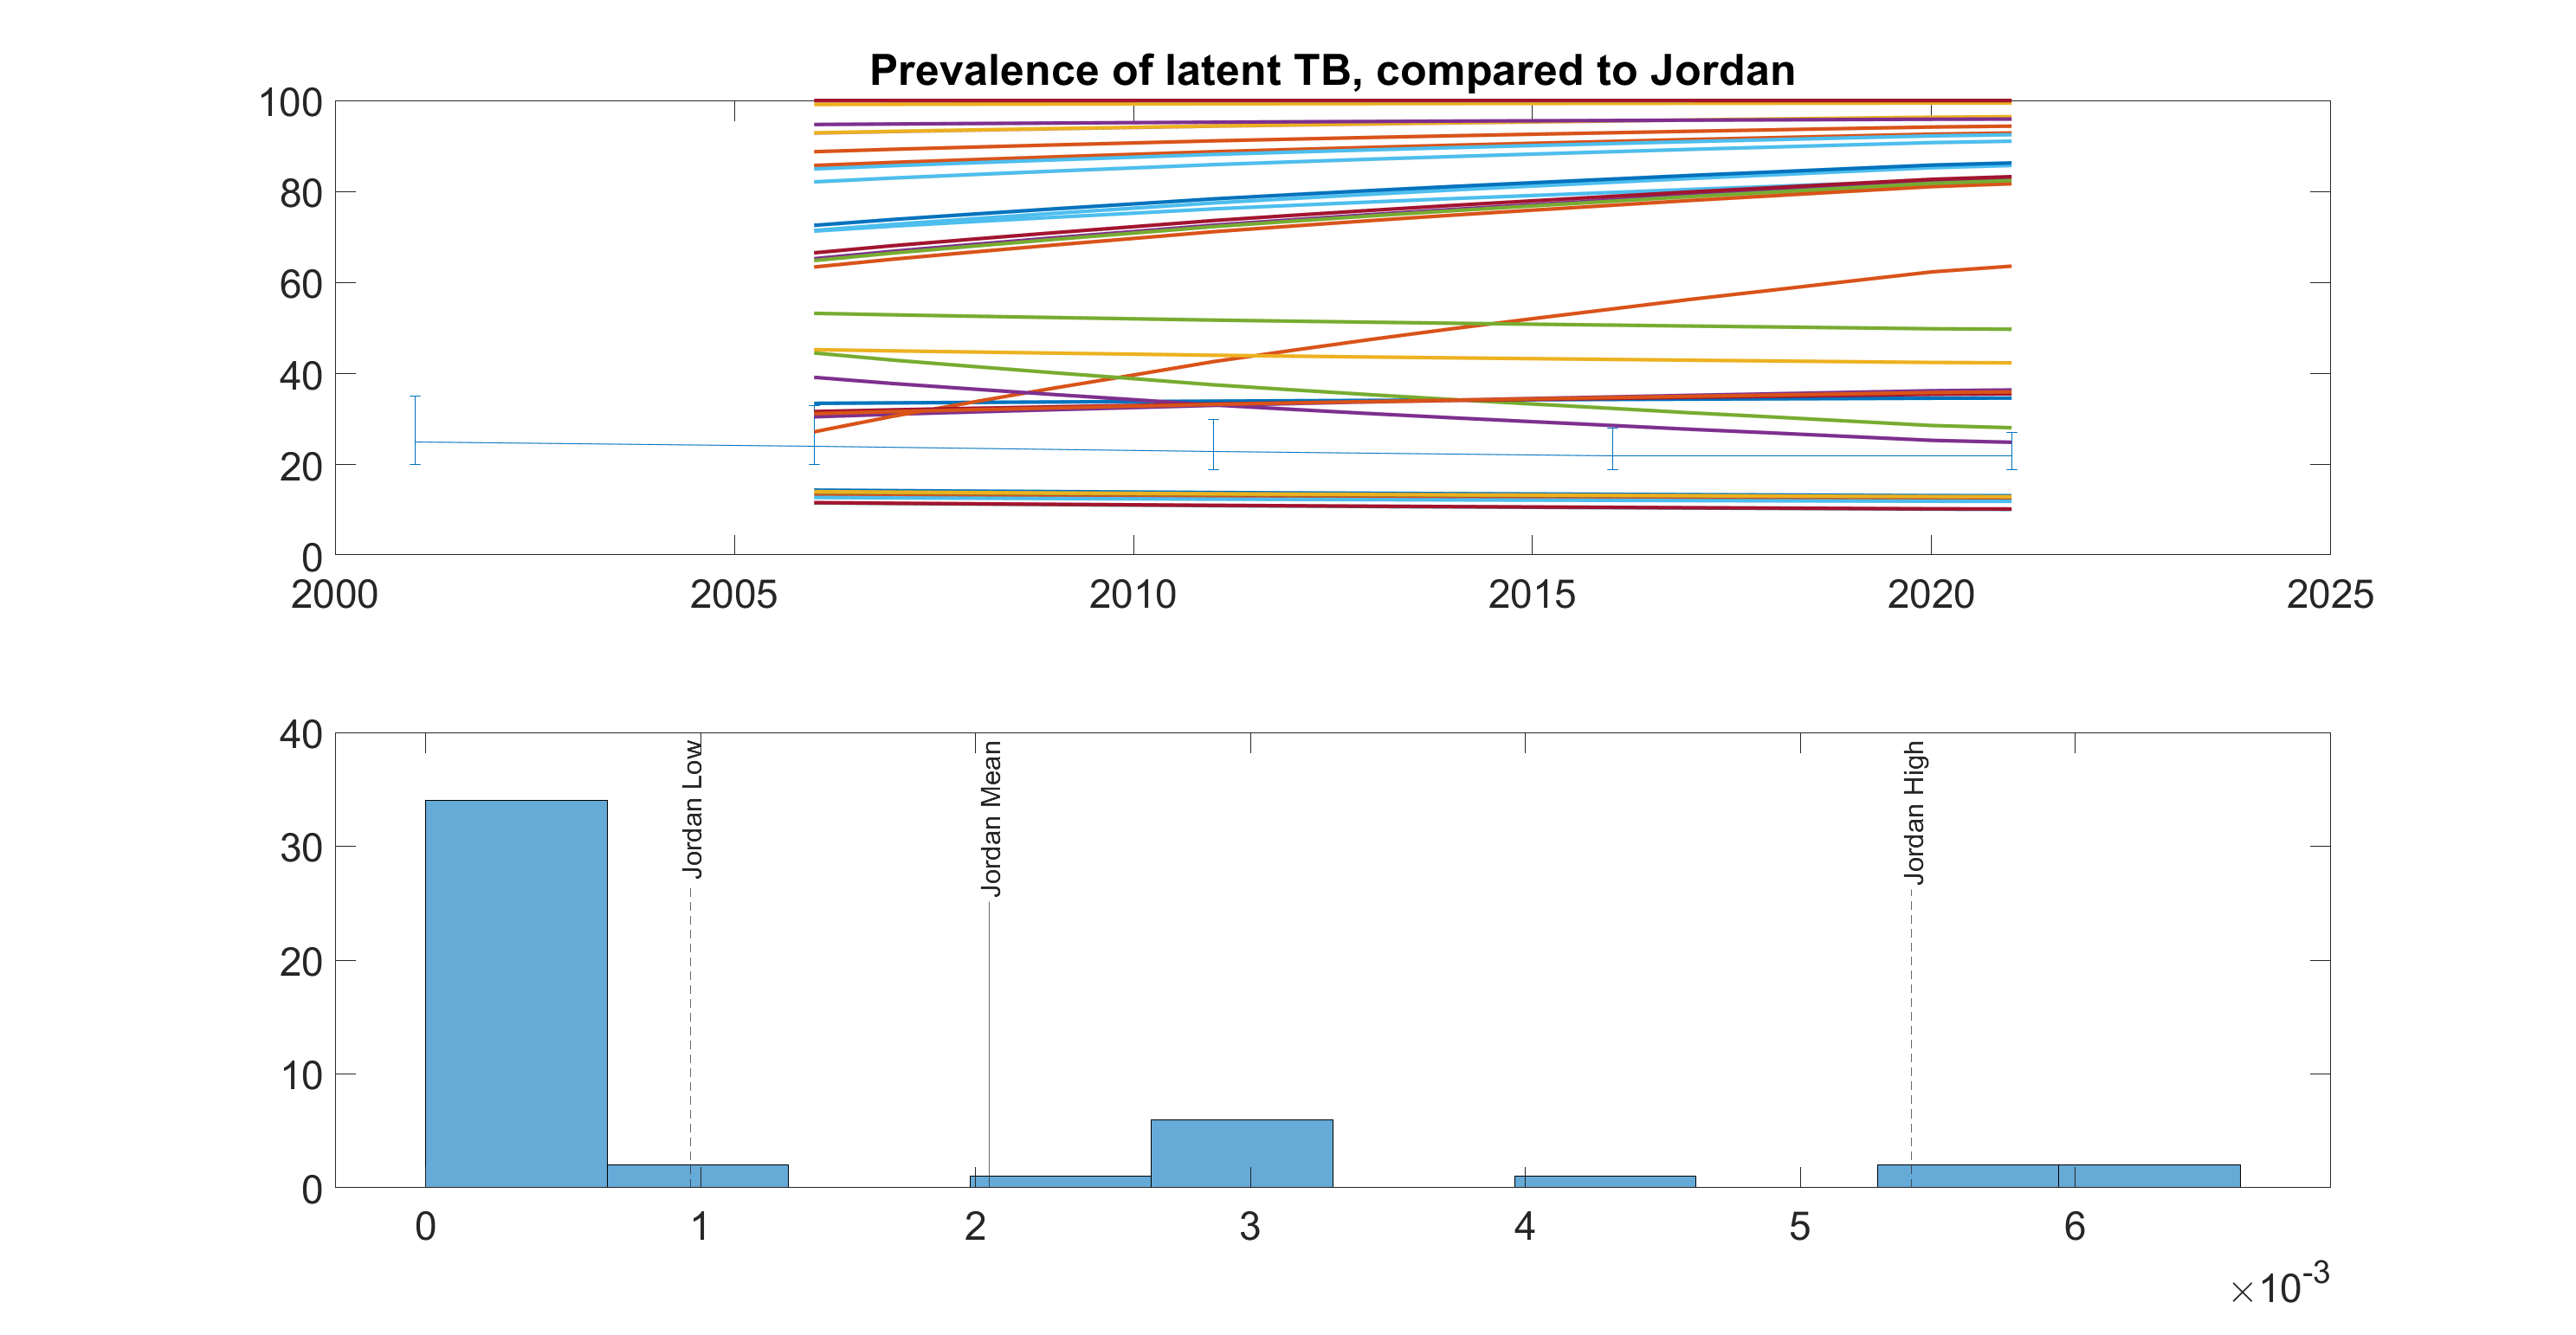 Prevalence of latent TB, compared to Jordan
100
80
60
40
20
0
2000 2005 2010 2015 2020 2025
40
30
20
10
0
Jordan Low
Jordan Mean
Jordan High
0 1 2 3 4 5 6
×10⁻³